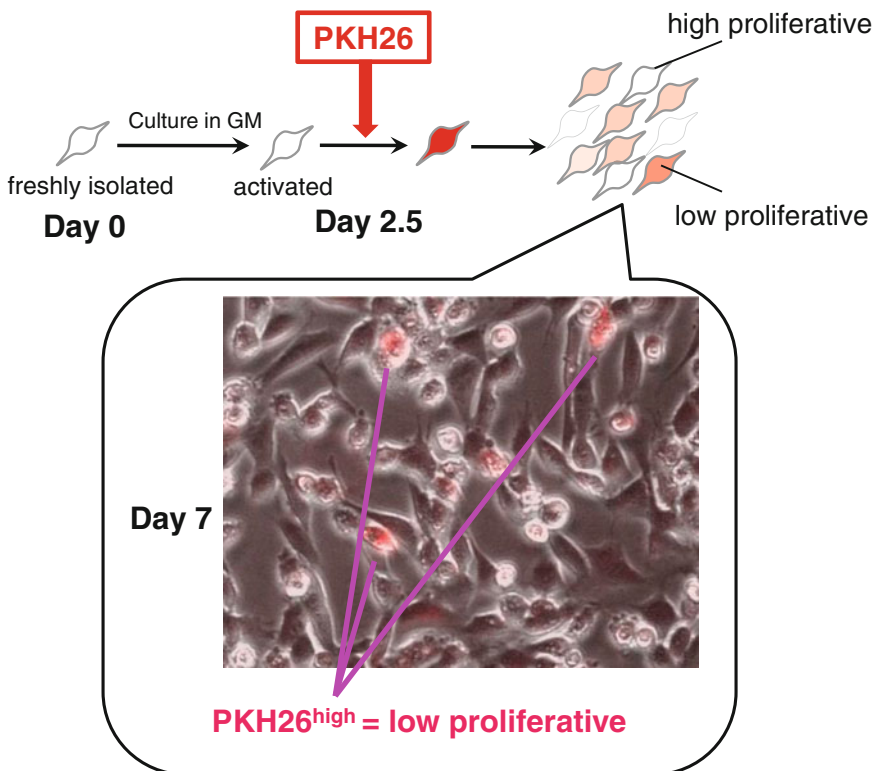 PKH26
high proliferative
Culture in GM
freshly isolated
activated
low proliferative
Day 0
Day 2.5
Day 7
PKH26high = low proliferative